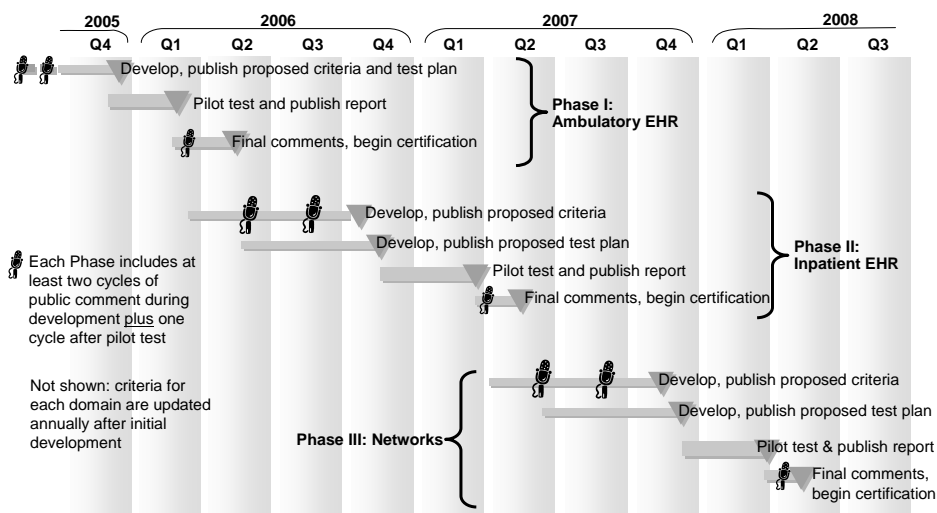 2005 2006 2007 2008
Q4 Q1 Q2 Q3 Q4 Q1 Q2 Q3 Q4 Q1 Q2 Q3
Develop, publish proposed criteria and test plan
Pilot test and publish report
Final comments, begin certification
Phase I:
Ambulatory EHR
Develop, publish proposed criteria
Develop, publish proposed test plan
Pilot test and publish report
Final comments, begin certification
Phase II:
Inpatient EHR
Each Phase includes at
least two cycles of
public comment during
development plus one
cycle after pilot test
Not shown: criteria for
each domain are updated
annually after initial
development
Phase III: Networks
Develop, publish proposed criteria
Develop, publish proposed test plan
Pilot test & publish report
Final comments,
begin certification